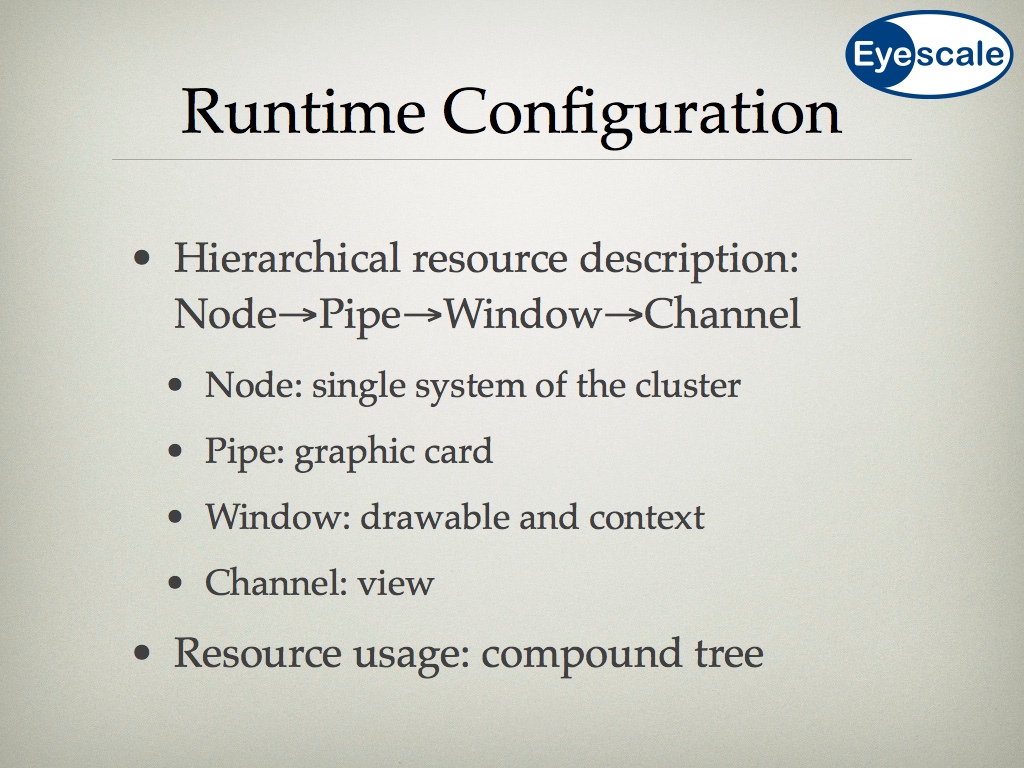 Eyescale
Runtime Configuration
• Hierarchical resource description:
Node→Pipe→Window→Channel
• Node: single system of the cluster
• Pipe: graphic card
• Window: drawable and context
• Channel: view
• Resource usage: compound tree